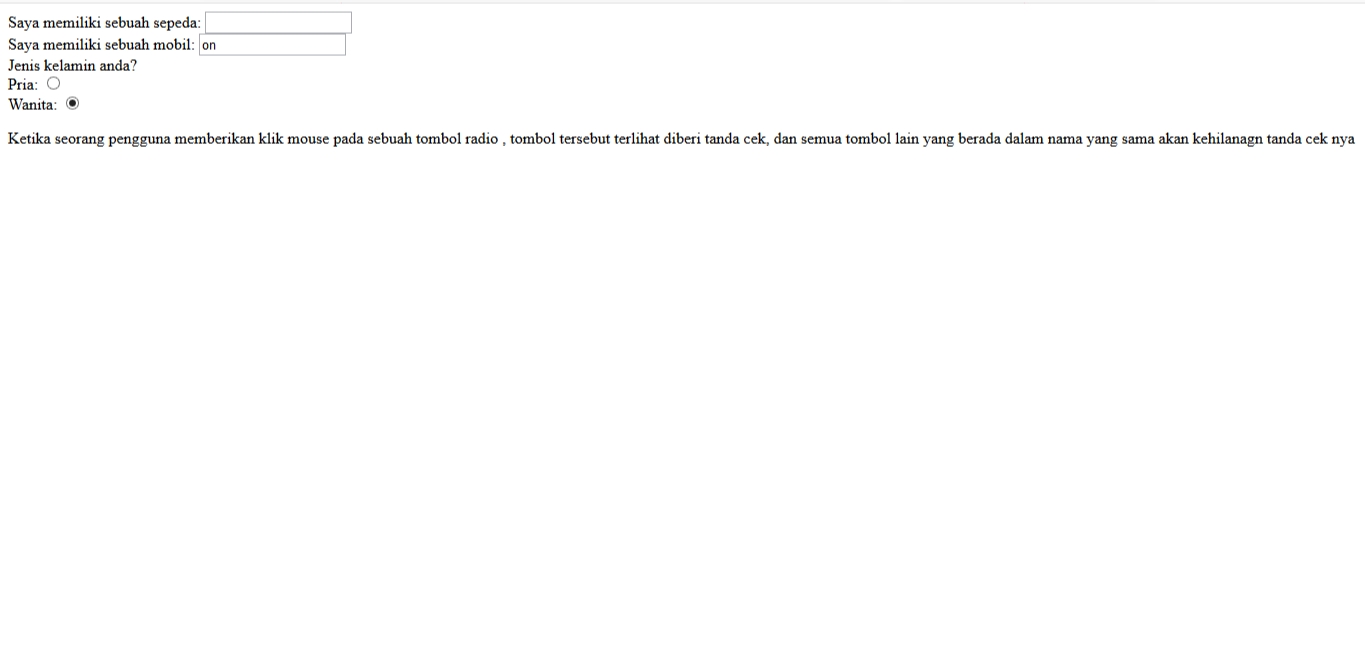 Saya memiliki sebuah sepeda:
Saya memiliki sebuah mobil: on
Jenis kelamin anda?
Pria:
Wanita:
Ketika seorang pengguna memberikan klik mouse pada sebuah tombol radio , tombol tersebut terlihat diberi tanda cek, dan semua tombol lain yang berada dalam nama yang sama akan kehilanagn tanda cek nya